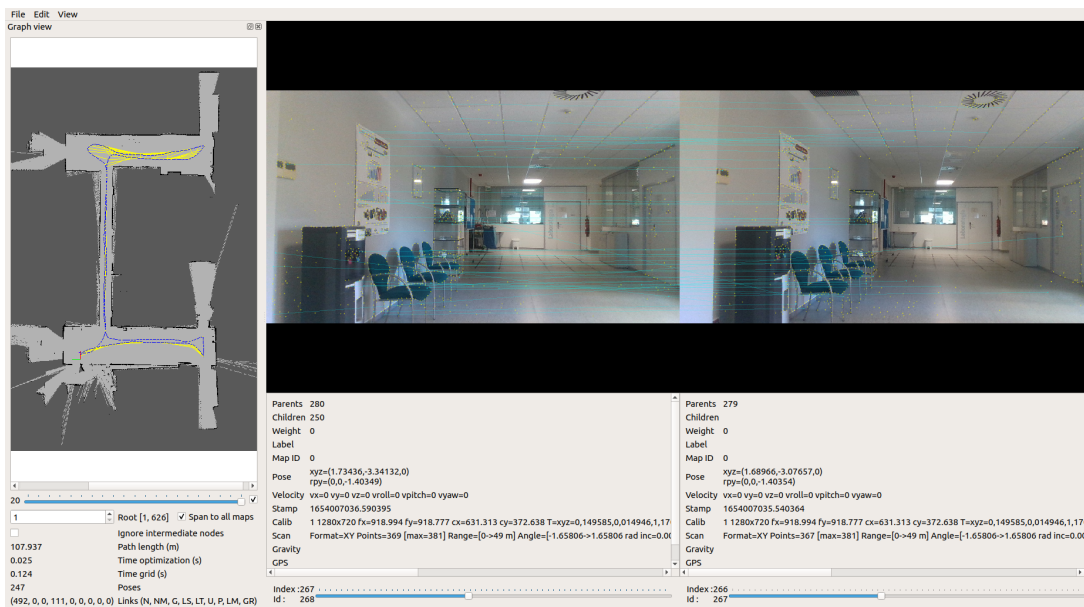 File Edit View
Graph view
20
1 Root [1, 626] Span to all maps
Ignore intermediate nodes
107.937 Path length (m)
0.025 Time optimization (s)
0.124 Time grid (s)
247 Poses
(492, 0, 0, 111, 0, 0, 0, 0, 0) Links (N, NM, G, LS, LT, U, P, LM, GR)
Parents 280
Children 250
Weight 0
Label
Map ID 0
Pose xyz=(1.73436,-3.34132,0)
rpy=(0,0,-1.40349)
Velocity vx=0 vy=0 vz=0 vroll=0 vpitch=0 vyaw=0
Stamp 1654007036.590395
Calib 1 1280x720 fx=918.994 fy=918.777 cx=631.313 cy=372.638 T=xyz=0,149585,0,014946,1,17
Scan Format=XY Points=369 [max=381] Range=[0->49 m] Angle=[-1.65806->1.65806 rad inc=0.00
Gravity
GPS
Index :267
Id : 268
Parents 279
Children
Weight 0
Label
Map ID 0
Pose xyz=(1.68966,-3.07657,0)
rpy=(0,0,-1.40354)
Velocity vx=0 vy=0 vz=0 vroll=0 vpitch=0 vyaw=0
Stamp 1654007035.540364
Calib 1 1280x720 fx=918.994 fy=918.777 cx=631.313 cy=372.638 T=xyz=0,149585,0,014946,1,17
Scan Format=XY Points=367 [max=381] Range=[0->49 m] Angle=[-1.65806->1.65806 rad inc=0.00
Gravity
GPS
Index :266
Id : 267